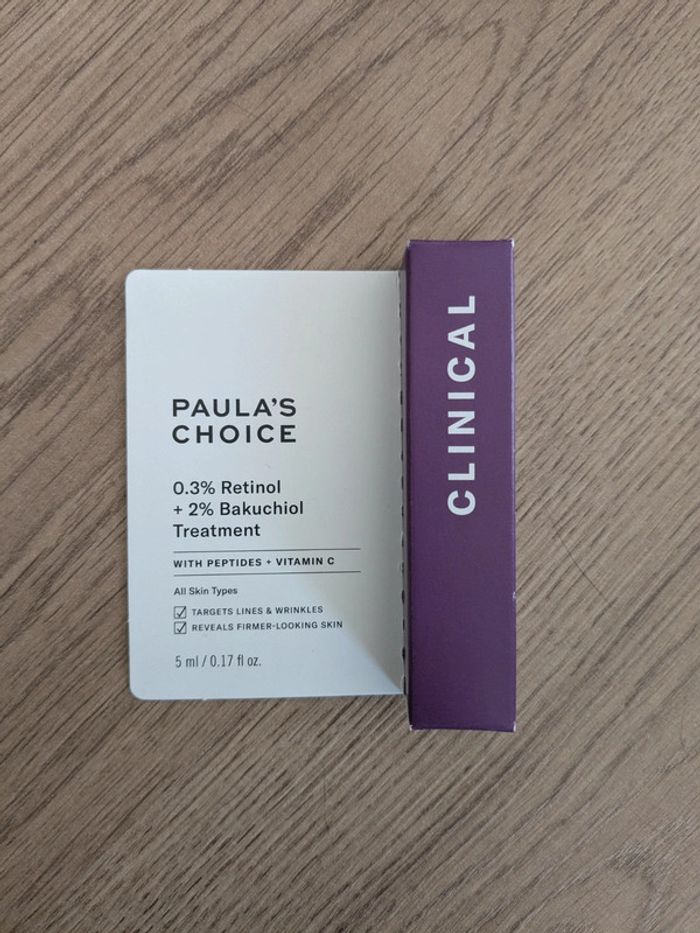 PAULA'S
CHOICE
0.3% Retinol
+ 2% Bakuchiol
Treatment
WITH PEPTIDES + VITAMIN C
All Skin Types
TARGETS LINES & WRINKLES
REVEALS FIRMER-LOOKING SKIN
5 ml / 0.17 fl oz.
CLINICAL